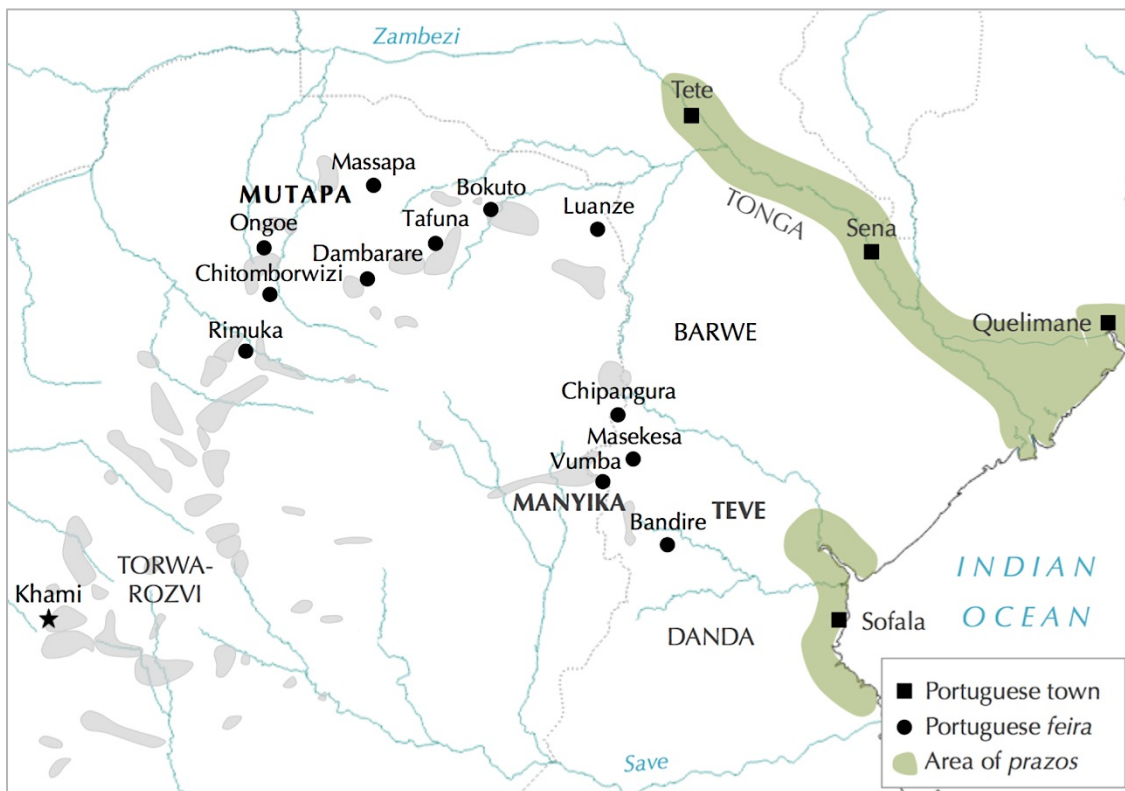 Zambezi
Tete
Massapa
MUTAPA
Bokuto
TONGA
Ongoe
Tafuna
Luanze
Sena
Dambarare
Chitomborwizi
Rimuka
BARWE
Quelimane
Chipangura
Masekesa
Vumba
MANYIKA
TEVE
Bandire
TORWA-
ROZVI
INDIAN
OCEAN
Khami
DANDA
Sofala
Save
Portuguese town
Portuguese feira
Area of prazos